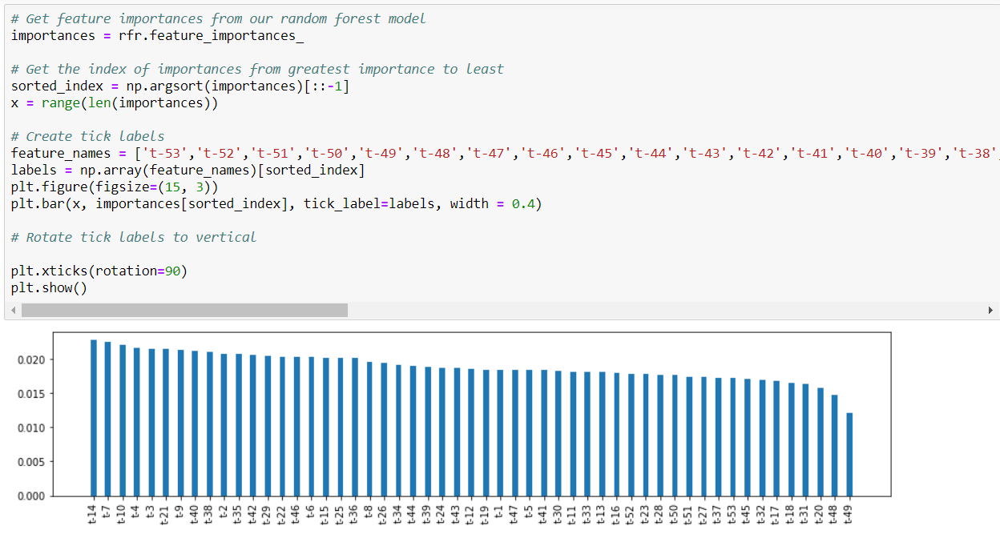 # Get feature importances from our random forest model
importances = rfr.feature_importances_
# Get the index of importances from greatest importance to least
sorted_index = np.argsort(importances)[::-1]
x = range(len(importances))
# Create tick labels
feature_names = ['t-53','t-52','t-51','t-50','t-49','t-48','t-47','t-46','t-45','t-44','t-43','t-42','t-41','t-40','t-39','t-38'
labels = np.array(feature_names)[sorted_index]
plt.figure(figsize=(15, 3))
plt.bar(x, importances[sorted_index], tick_label=labels, width = 0.4)
# Rotate tick labels to vertical
plt.xticks(rotation=90)
plt.show()
0.020
0.015
0.010
0.005
0.000
t-14
t-7
t-10
t-4
t-3
t-21
t-9
t-40
t-38
t-2
t-35
t-42
t-29
t-22
t-46
t-6
t-15
t-25
t-36
t-8
t-26
t-34
t-44
t-39
t-24
t-43
t-12
t-19
t-1
t-47
t-5
t-41
t-30
t-11
t-33
t-13
t-16
t-52
t-23
t-28
t-50
t-51
t-27
t-37
t-53
t-45
t-32
t-17
t-18
t-31
t-20
t-48
t-49